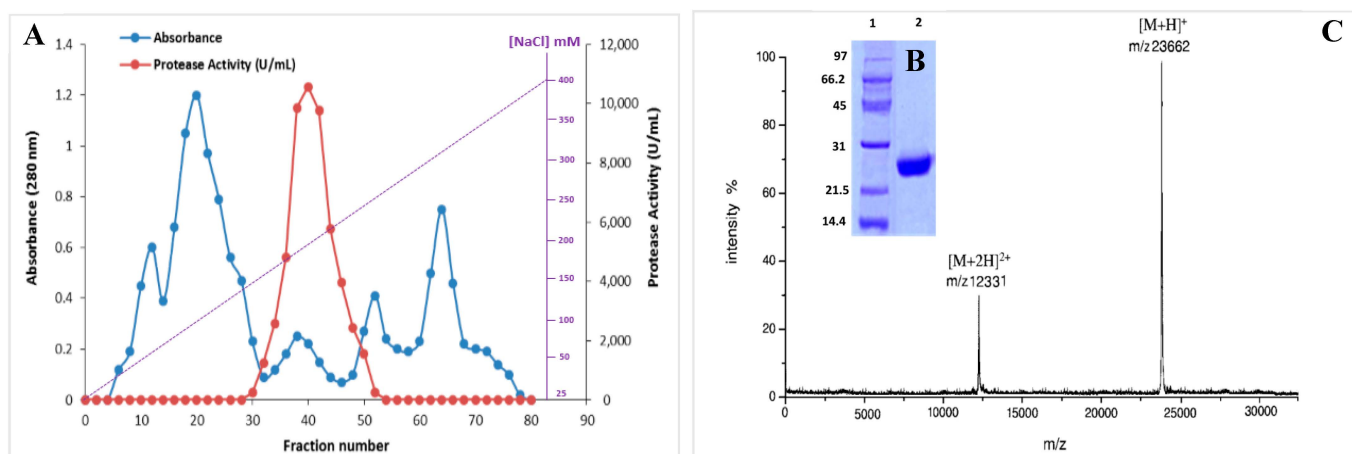 A
Absorbance
Protease Activity (U/mL)
[NaCl] mM
1.4
1.2
1
0.8
0.6
0.4
0.2
0
Absorbance (280 nm)
0 10 20 30 40 50 60 70 80 90
Fraction number
400
350
300
250
200
150
100
50
25
12,000
10,000
8,000
6,000
4,000
2,000
0
Protease Activity (U/mL)
B
1 2
97
66.2
45
31
21.5
14.4
C
[M+H]+
m/z 23662
[M+2H]2+
m/z 12331
100
80
60
40
20
0
intensity %
0 5000 10000 15000 20000 25000 30000
m/z